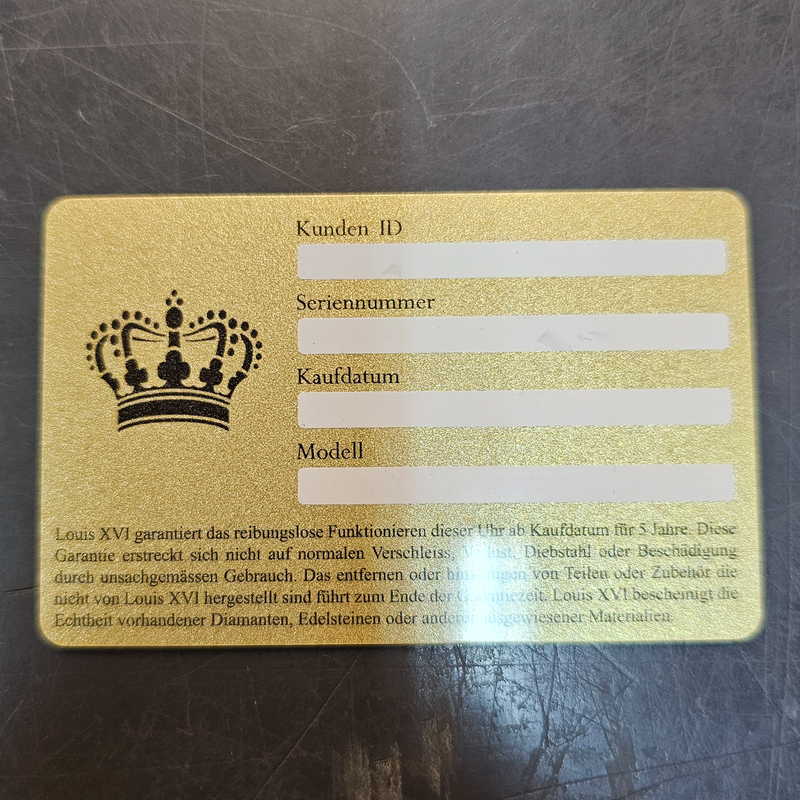 Kunden ID
Seriennummer
Kaufdatum
Modell
Louis XVI garantiert das reibungslose Funktionieren dieser Uhr ab Kaufdatum für 5 Jahre. Diese
Garantie erstreckt sich nicht auf normalen Verschleiss, Verlust, Diebstahl oder Beschädigung
durch unsachgemässen Gebrauch. Das entfernen oder hinzufügen von Teilen oder Zubehör die
nicht von Louis XVI hergestellt sind führt zum Ende der Garantiezeit. Louis XVI bescheinigt die
Echtheit vorhandener Diamanten, Edelsteinen oder anderer ausgewiesener Materialien.